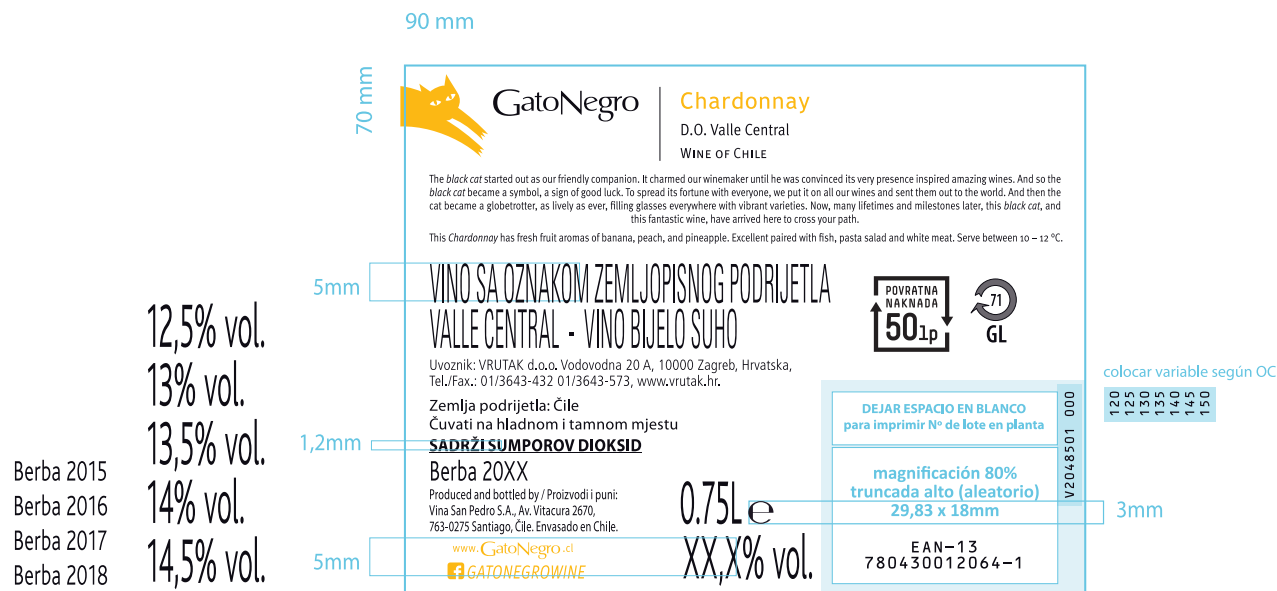 90 mm
70 mm
GatoNegro
Chardonnay
D.O. Valle Central
WINE OF CHILE
The black cat started out as our friendly companion. It charmed our winemaker until he was convinced its very presence inspired amazing wines. And so the
black cat became a symbol, a sign of good luck. To spread its fortune with everyone, we put it on all our wines and sent them out to the world. And then the
cat became a globetrotter, as lively as ever, filling glasses everywhere with vibrant varieties. Now, many lifetimes and milestones later, this black cat, and
this fantastic wine, have arrived here to cross your path.
This Chardonnay has fresh fruit aromas of banana, peach, and pineapple. Excellent paired with fish, pasta salad and white meat. Serve between 10 – 12 ºC.
5mm
VINO SA OZNAKOM ZEMLJOPISNOG PODRIJETLA
VALLE CENTRAL - VINO BIJELO SUHO
POVRATNA
NAKNADA
50lp
71
GL
Uvoznik: VRUTAK d.o.o. Vodovodna 20 A, 10000 Zagreb, Hrvatska,
Tel./Fax.: 01/3643-432 01/3643-573, www.vrutak.hr.
Zemlja podrijetla: Čile
Čuvati na hladnom i tamnom mjestu
1,2mm
SADRŽI SUMPOROV DIOKSID
Berba 20XX
Produced and bottled by / Proizvodi i puni:
Vina San Pedro S.A., Av. Vitacura 2670,
763-0275 Santiago, Čile. Envasado en Chile.
www.GatoNegro.cl
GATONEGROWINE
5mm
0.75L e
XX,X% vol.
3mm
DEJAR ESPACIO EN BLANCO
para imprimir Nº de lote en planta
magnificación 80%
truncada alto (aleatorio)
29,83 x 18mm
EAN-13
780430012064-1
V2048501 000
colocar variable según OC
120
125
130
135
140
145
150
12,5% vol.
13% vol.
13,5% vol.
14% vol.
14,5% vol.
Berba 2015
Berba 2016
Berba 2017
Berba 2018